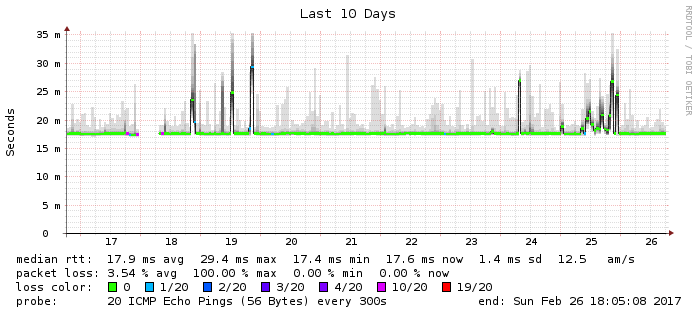 Last 10 Days
RRDTOOL / TOBI OETIKER
Seconds
35 m
30 m
25 m
20 m
15 m
10 m
5 m
0
17 18 19 20 21 22 23 24 25 26
median rtt: 17.9 ms avg 29.4 ms max 17.4 ms min 17.6 ms now 1.4 ms sd 12.5 am/s
packet loss: 3.54 % avg 100.00 % max 0.00 % min 0.00 % now
loss color: 0 1/20 2/20 3/20 4/20 10/20 19/20
probe: 20 ICMP Echo Pings (56 Bytes) every 300s end: Sun Feb 26 18:05:08 2017